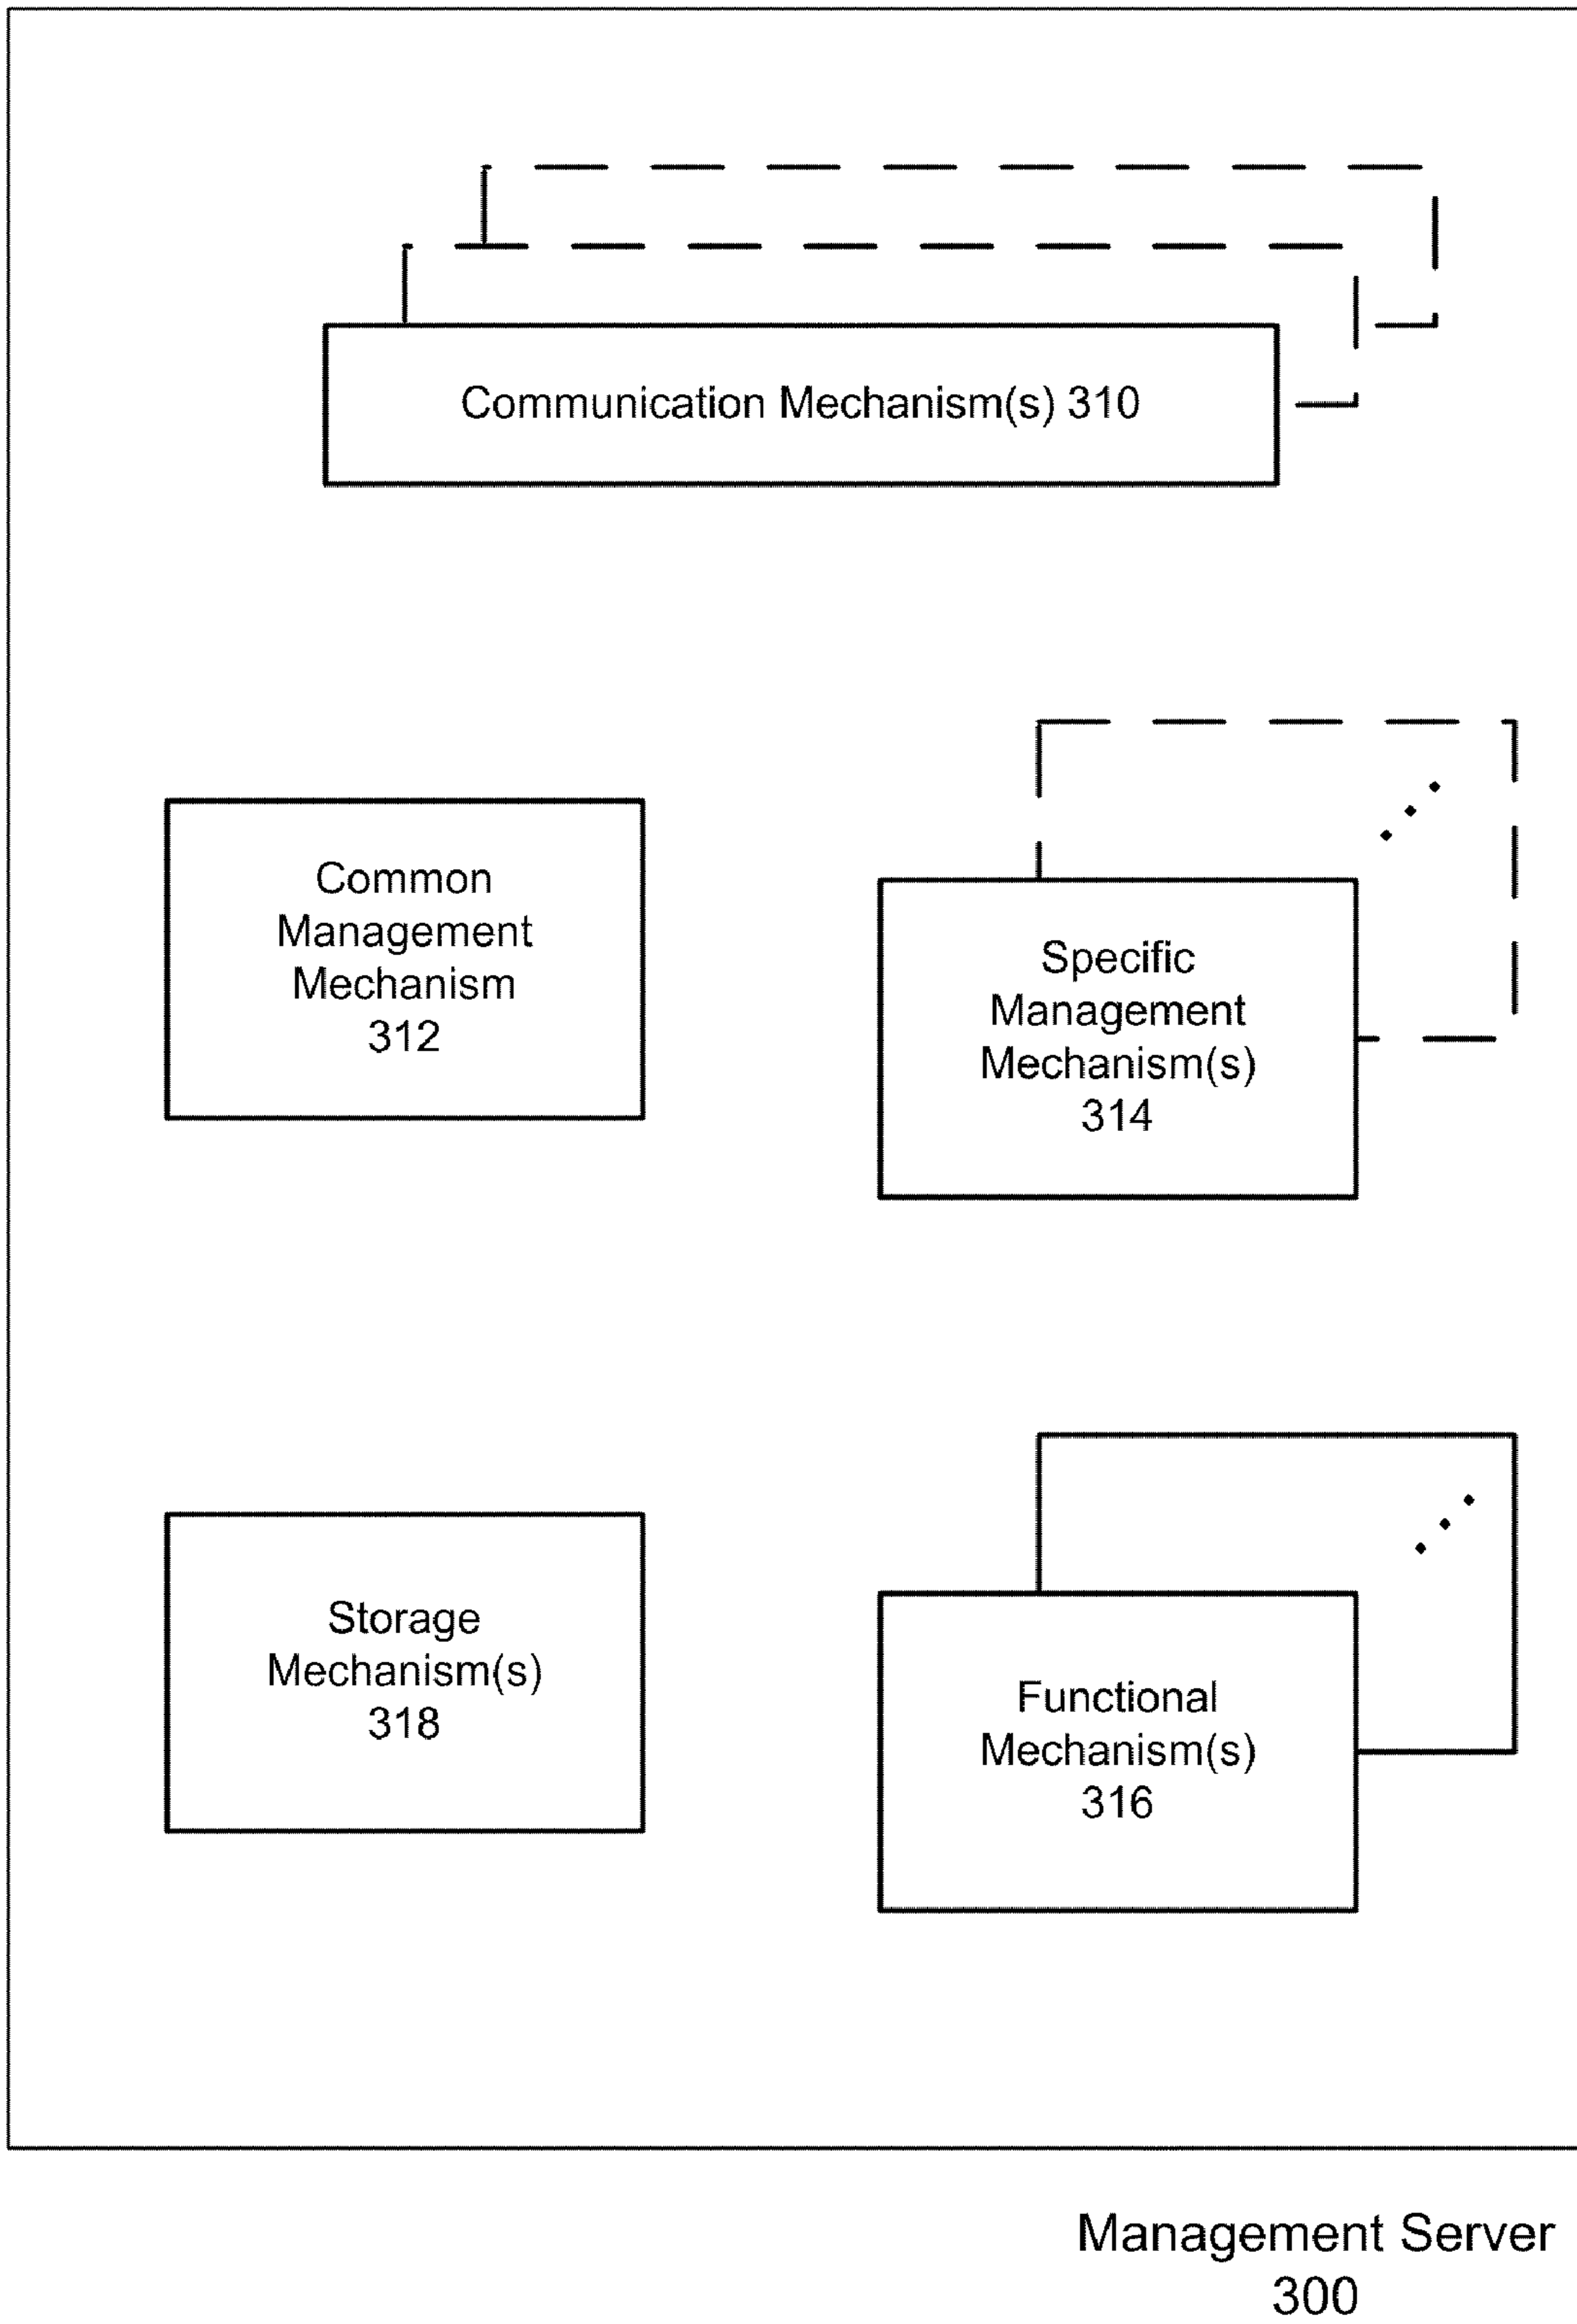 Communication Mechanism(s) 310
Common
Management
Mechanism
312
Specific
Management
Mechanism(s)
314
Storage
Mechanism(s)
318
Functional
Mechanism(s)
316
Management Server
300